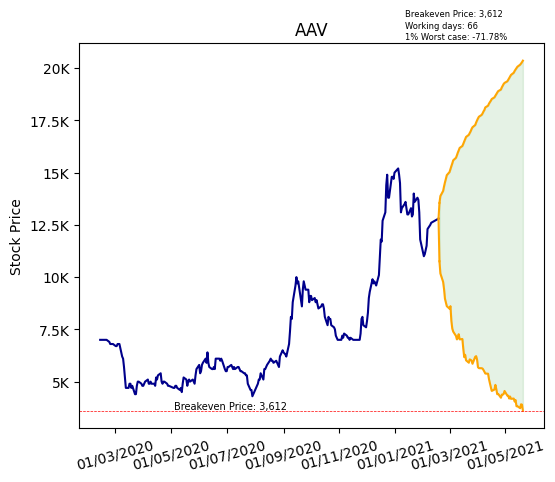 Breakeven Price: 3,612
Working days: 66
1% Worst case: -71.78%
AAV
20K
17.5K
15K
12.5K
10K
7.5K
5K
Stock Price
Breakeven Price: 3,612
01/03/2020
01/05/2020
01/07/2020
01/09/2020
01/11/2020
01/01/2021
01/03/2021
01/05/2021